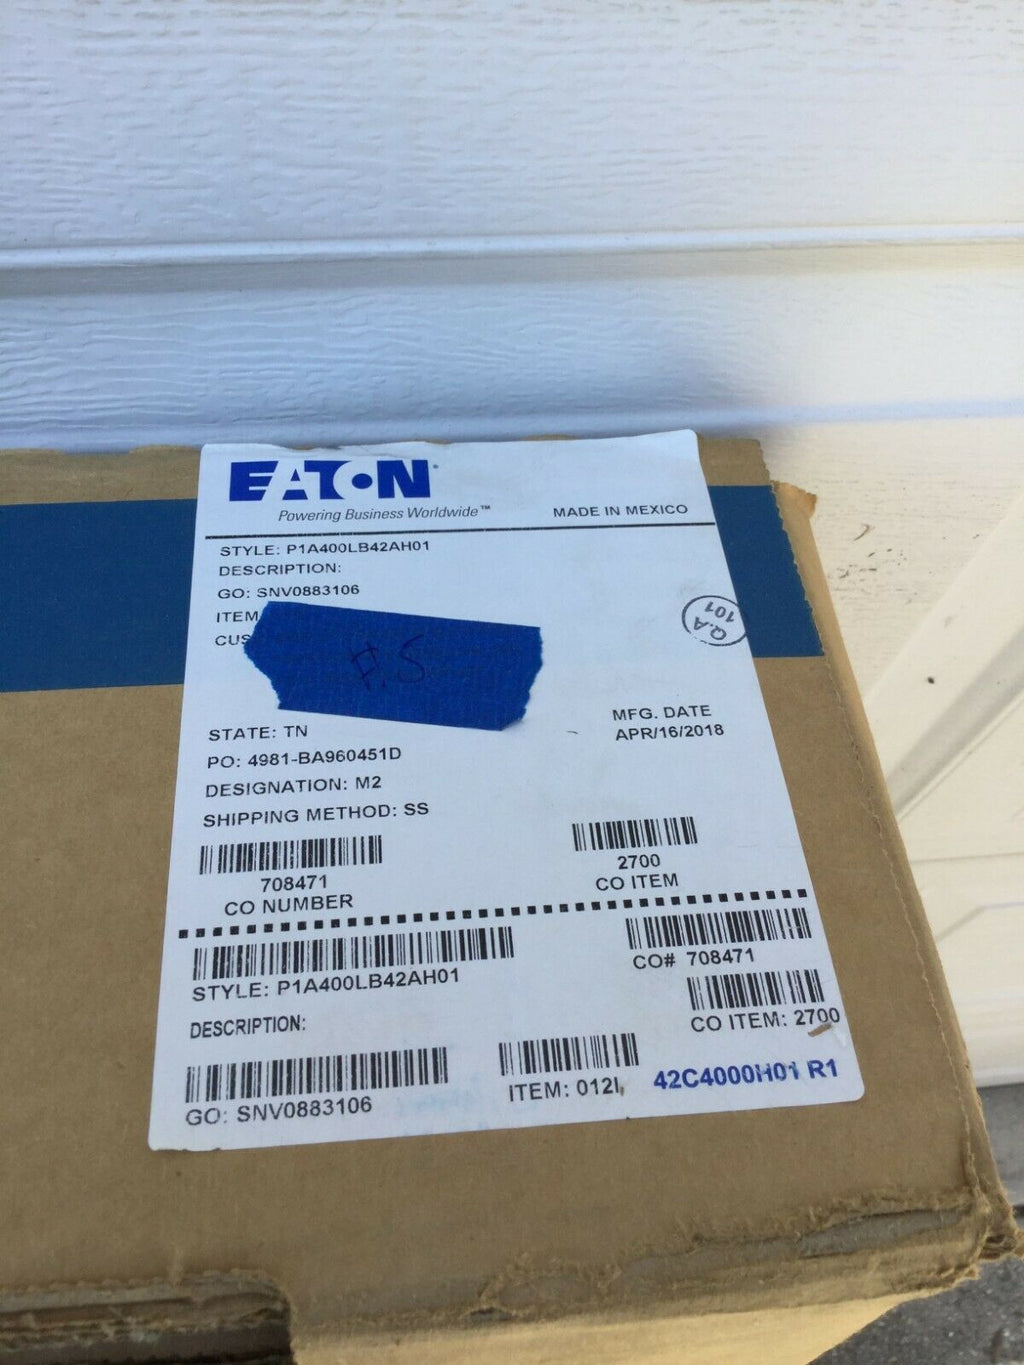 EATON
Powering Business Worldwide™
MADE IN MEXICO
STYLE: P1A400LB42AH01
DESCRIPTION:
GO: SNV0883106
ITEM
CUS
Q.A
101
P.S
STATE: TN
MFG. DATE
PO: 4981-BA960451D
APR/16/2018
DESIGNATION: M2
SHIPPING METHOD: SS
708471
CO NUMBER
2700
CO ITEM
STYLE: P1A400LB42AH01
CO# 708471
DESCRIPTION:
CO ITEM: 2700
GO: SNV0883106
ITEM: 012I,
42C4000H01 R1